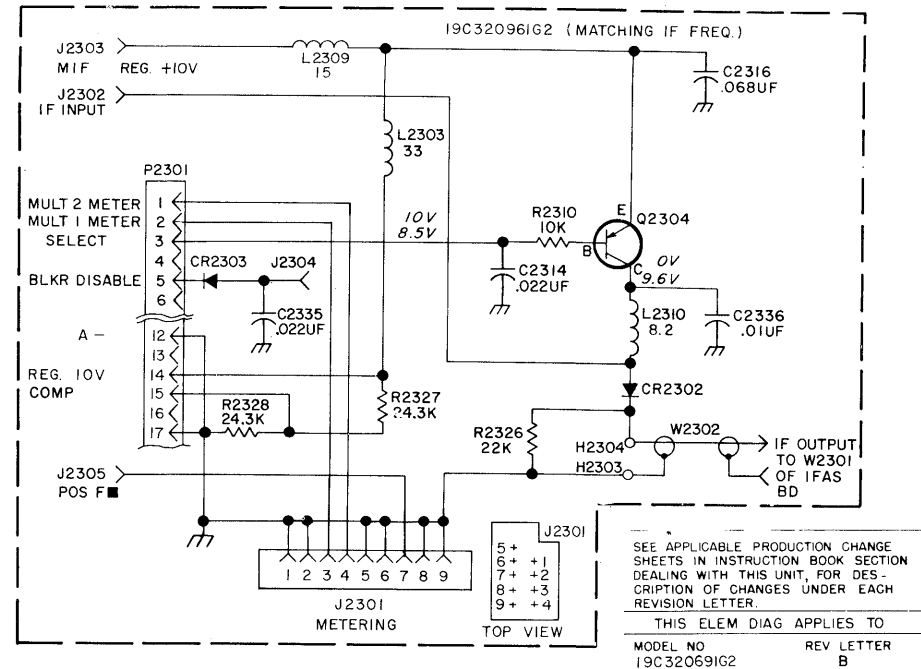 19C320961G2 (MATCHING IF FREQ.)
J2303
MIF REG. +10V
L2309
15
C2316
.068UF
J2302
IF INPUT
L2303
33
P2301
MULT 2 METER 1
MULT 1 METER 2
SELECT 3
4
BLKR DISABLE 5
6
A- 12
13
REG. 10V 14
COMP 15
16
17
10V
8.5V
R2310
10K
E
Q2304
B
C
0V
9.6V
CR2303
J2304
C2335
.022UF
C2314
.022UF
L2310
8.2
C2336
.01UF
R2327
24.3K
R2328
24.3K
CR2302
R2326
22K
H2304
H2303
W2302
IF OUTPUT
TO W2301
OF IFAS
BD
J2305
POS F■
1 2 3 4 5 6 7 8 9
J2301
METERING
J2301
5 +
6 + +1
7 + +2
8 + +3
9 + +4
TOP VIEW
SEE APPLICABLE PRODUCTION CHANGE
SHEETS IN INSTRUCTION BOOK SECTION
DEALING WITH THIS UNIT, FOR DES-
CRIPTION OF CHANGES UNDER EACH
REVISION LETTER.
THIS ELEM DIAG APPLIES TO
MODEL NO REV LETTER
19C320691G2 B